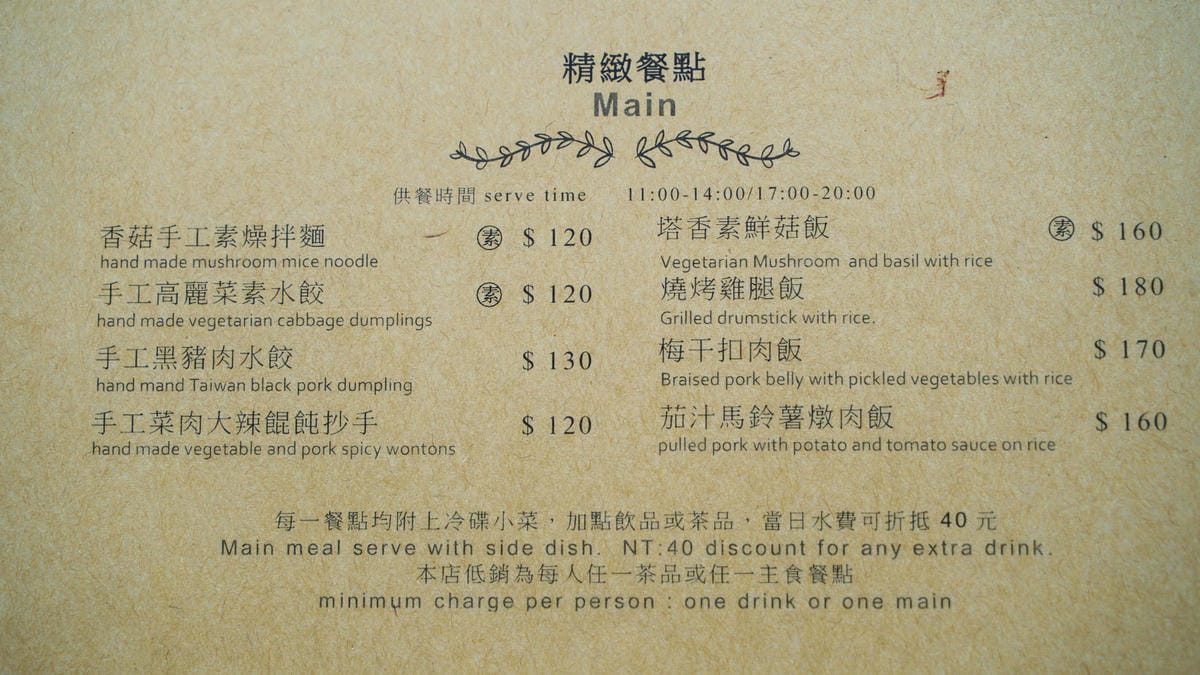 精緻餐點
Main
供餐時間 serve time 11:00-14:00/17:00-20:00
香菇手工素燥拌麵 素 $ 120
hand made mushroom mice noodle
手工高麗菜素水餃 素 $ 120
hand made vegetarian cabbage dumplings
手工黑豬肉水餃 $ 130
hand mand Taiwan black pork dumpling
手工菜肉大辣餛飩抄手 $ 120
hand made vegetable and pork spicy wontons
塔香素鮮菇飯 素 $ 160
Vegetarian Mushroom and basil with rice
燒烤雞腿飯 $ 180
Grilled drumstick with rice.
梅干扣肉飯 $ 170
Braised pork belly with pickled vegetables with rice
茄汁馬鈴薯燉肉飯 $ 160
pulled pork with potato and tomato sauce on rice
每一餐點均附上冷碟小菜，加點飲品或茶品，當日水費可折抵 40 元
Main meal serve with side dish. NT:40 discount for any extra drink.
本店低銷為每人任一茶品或任一主食餐點
minimum charge per person : one drink or one main